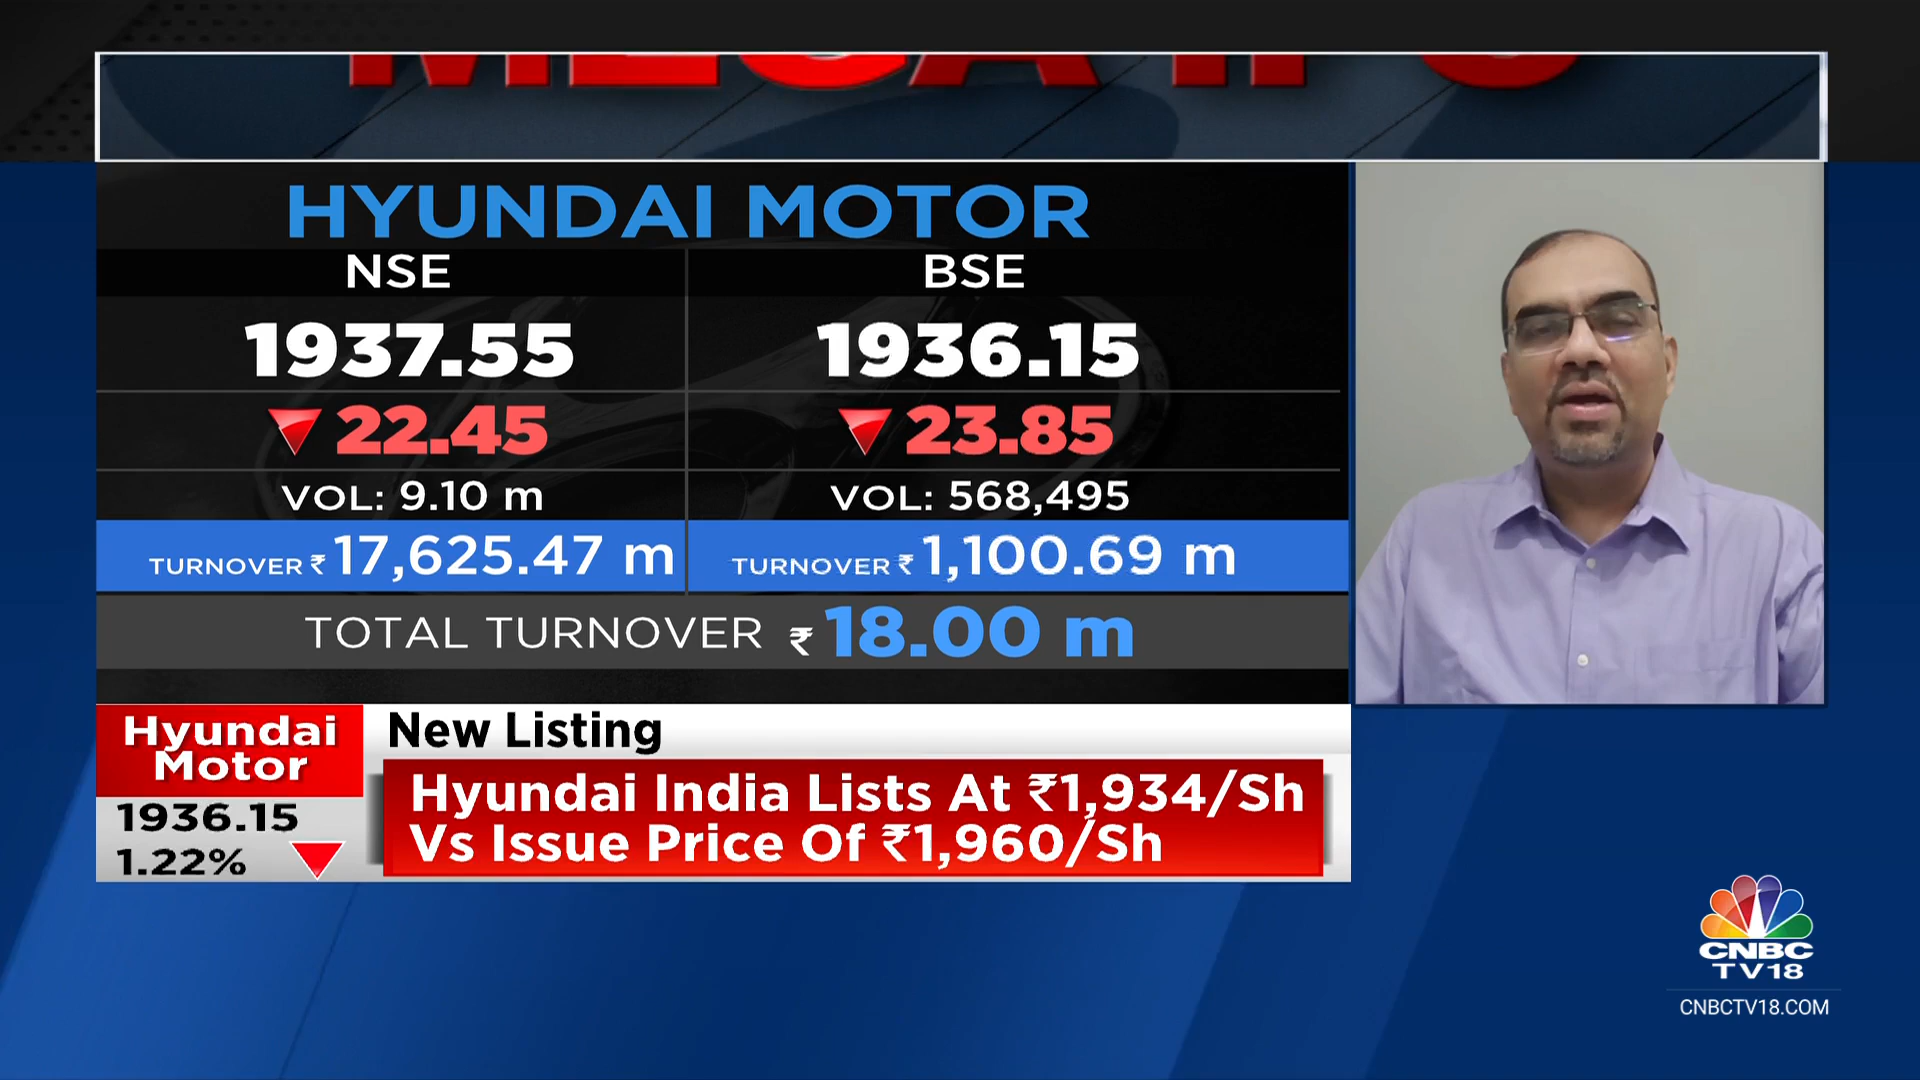 HYUNDAI MOTOR
NSE
BSE
1937.55
1936.15
22.45
23.85
VOL: 9.10 m
VOL: 568,495
TURNOVER ₹ 17,625.47 m
TURNOVER ₹ 1,100.69 m
TOTAL TURNOVER ₹ 18.00 m
Hyundai
Motor
1936.15
1.22%
New Listing
Hyundai India Lists At ₹1,934/Sh
Vs Issue Price Of ₹1,960/Sh
CNBC
TV18
CNBCTV18.COM